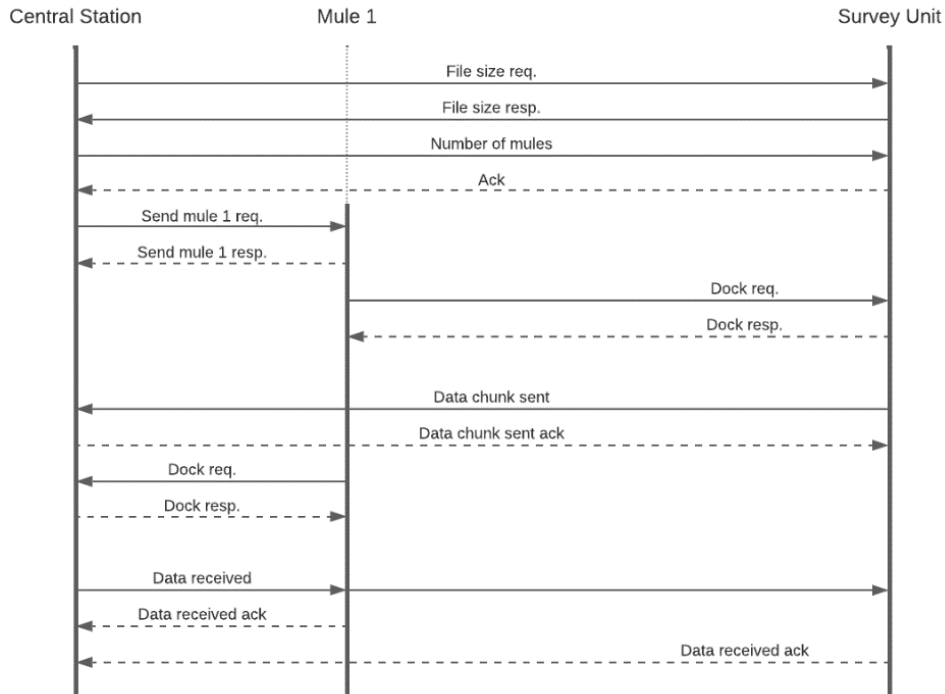 Central Station
Mule 1
Survey Unit
File size req.
File size resp.
Number of mules
Ack
Send mule 1 req.
Send mule 1 resp.
Dock req.
Dock resp.
Data chunk sent
Data chunk sent ack
Dock req.
Dock resp.
Data received
Data received ack
Data received ack